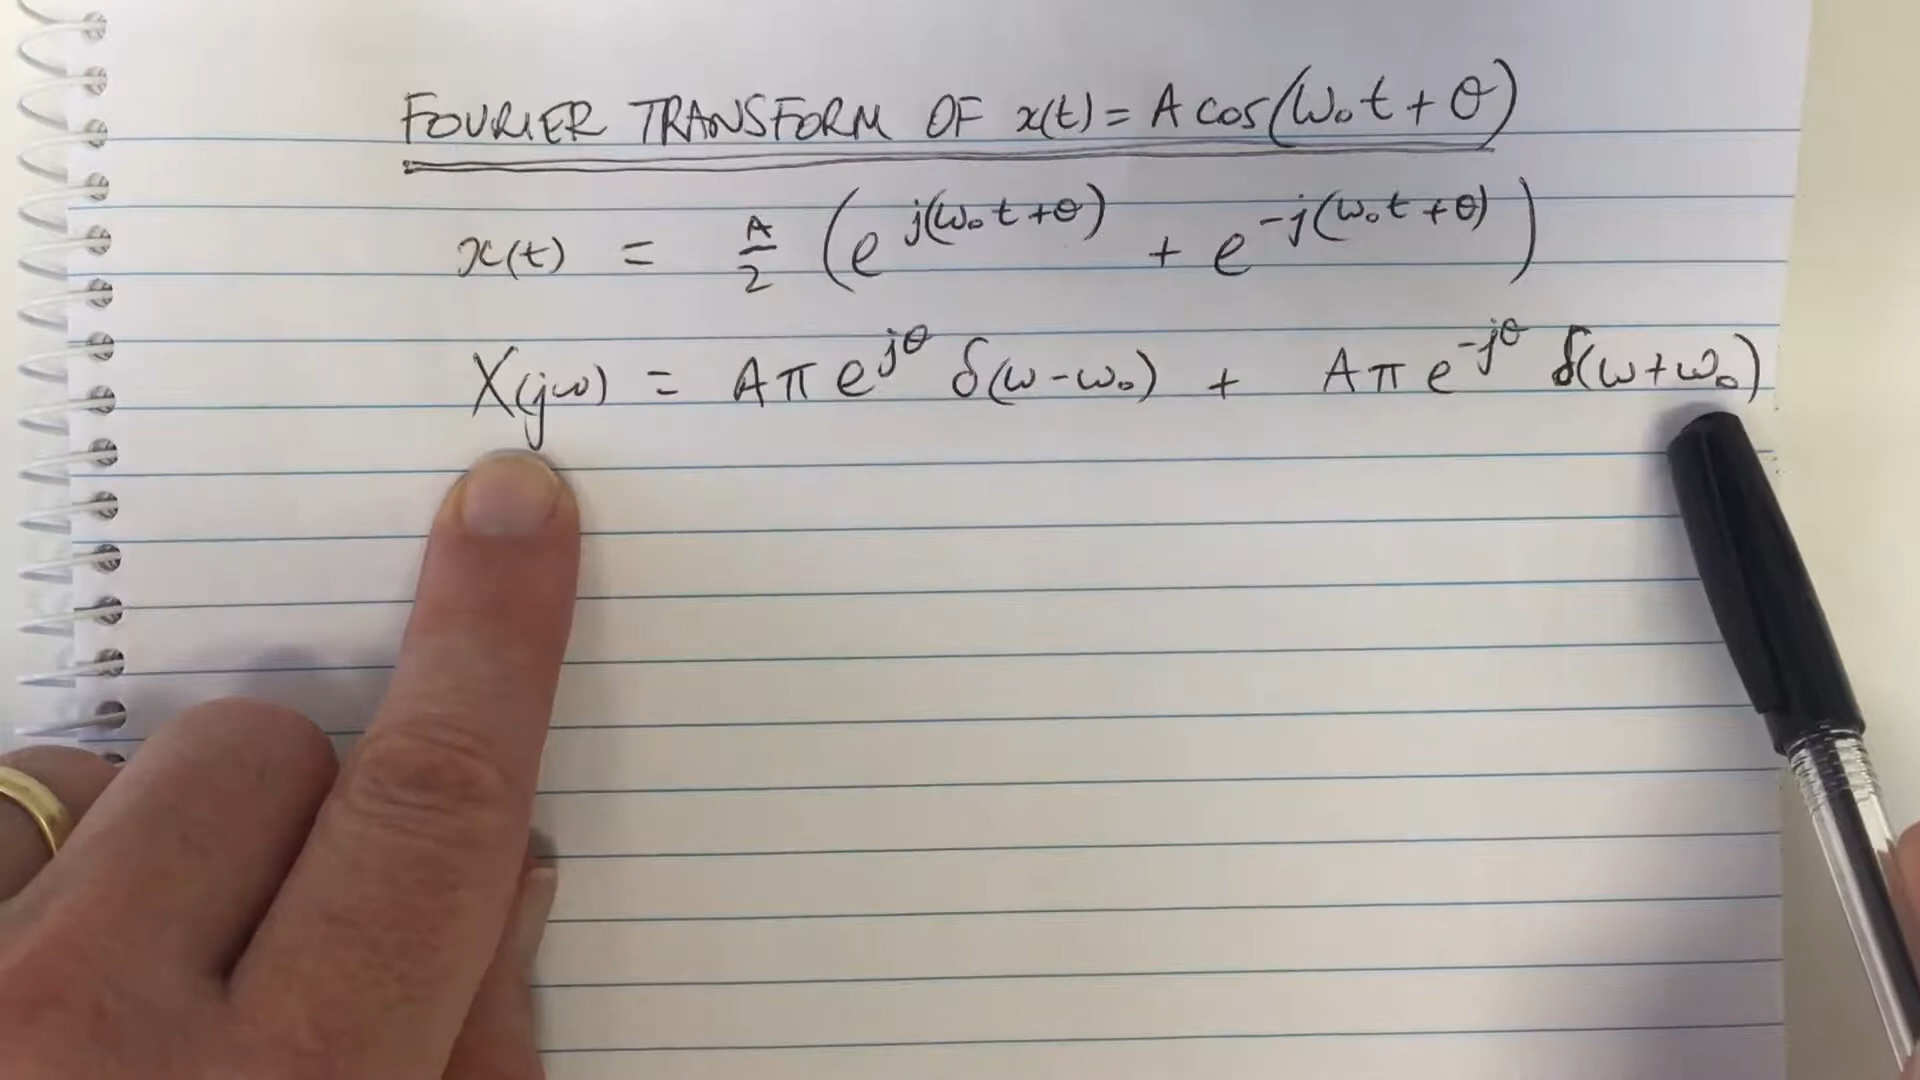 FOURIER TRANSFORM OF x(t) = A cos(ω₀t + θ)
x(t) = A/2 (e^{j(ω₀t+θ)} + e^{-j(ω₀t+θ)})
X(jω) = Aπ e^{jθ} δ(ω-ω₀) + Aπ e^{-jθ} δ(ω+ω₀)